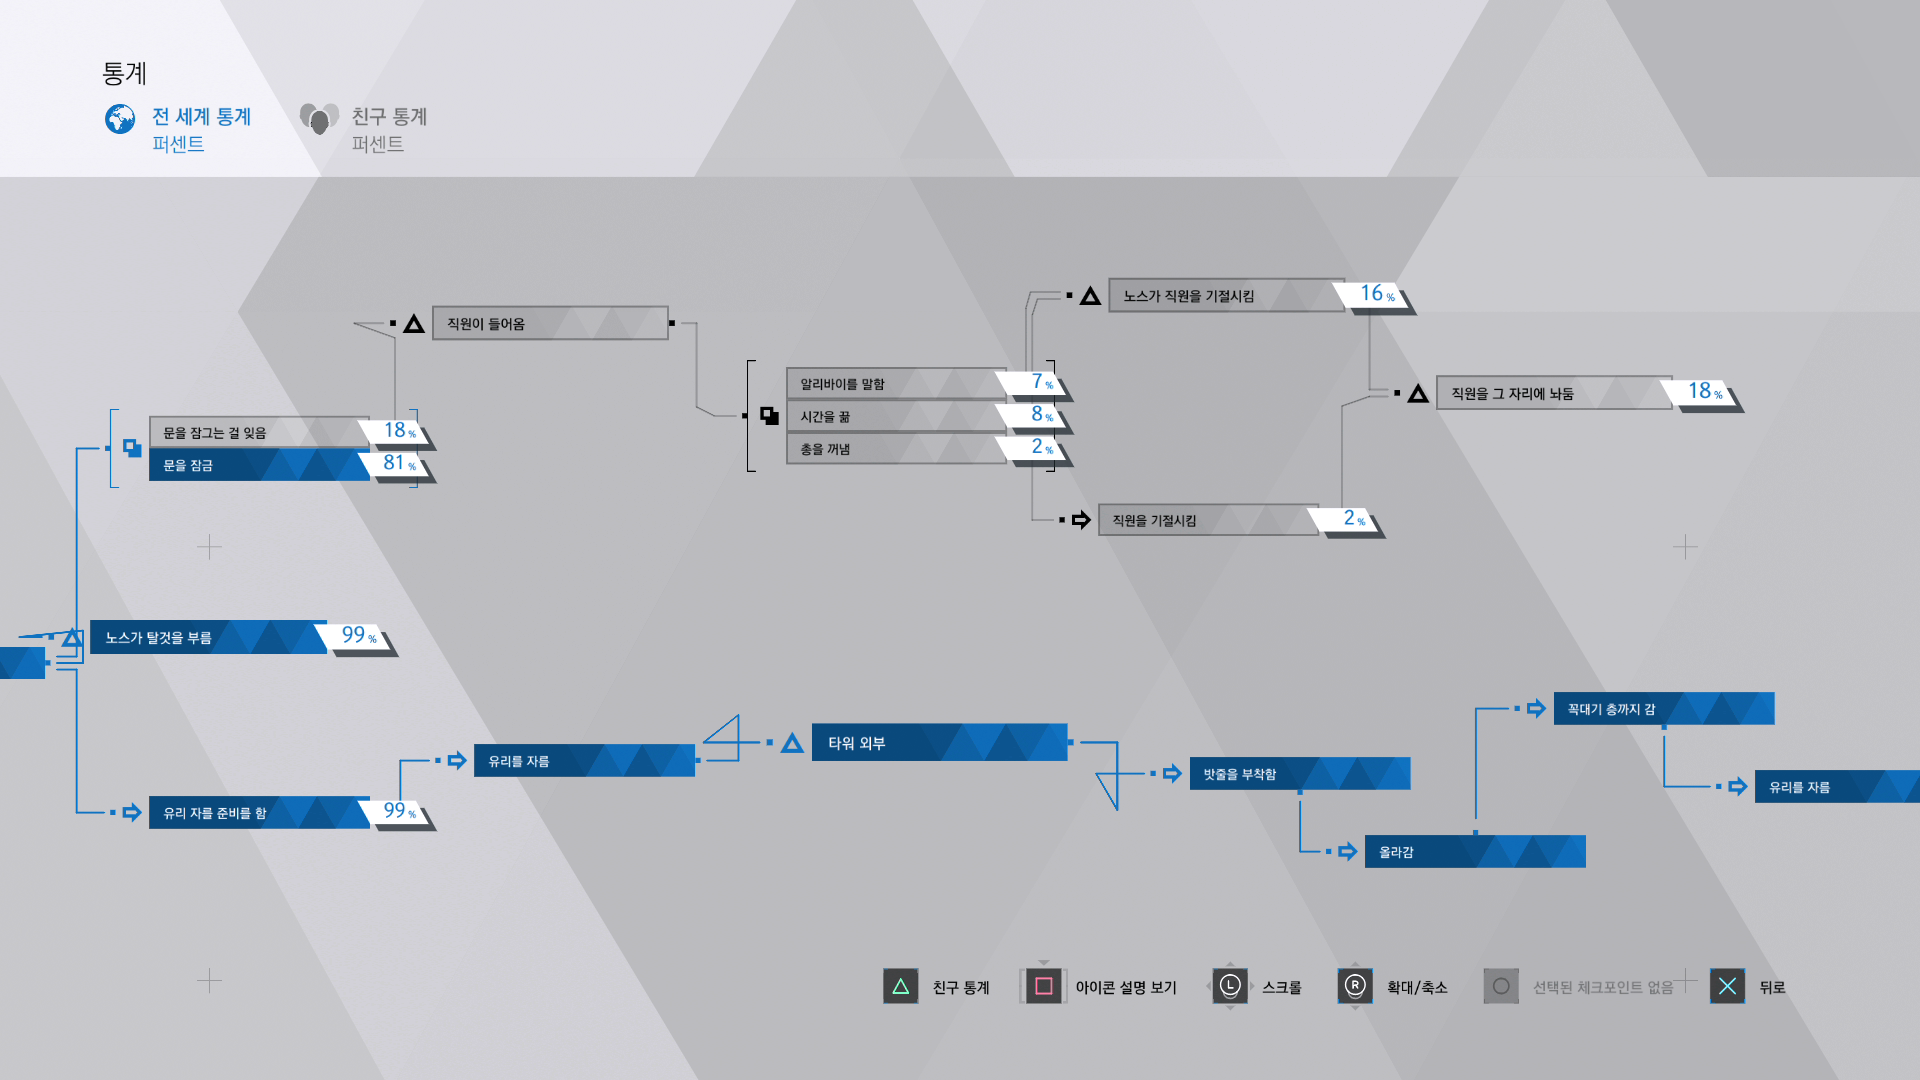 통계
전 세계 통계
퍼센트
친구 통계
퍼센트
노스가 직원을 기절시킴
16 %
직원이 들어옴
알리바이를 말함
7 %
시간을 끎
8 %
총을 꺼냄
2 %
직원을 그 자리에 놔둠
18 %
문을 잠그는 걸 잊음
18 %
문을 잠금
81 %
직원을 기절시킴
2 %
노스가 탈것을 부름
99 %
꼭대기 층까지 감
타워 외부
유리를 자름
밧줄을 부착함
유리를 자름
유리 자를 준비를 함
99 %
올라감
친구 통계
아이콘 설명 보기
L
스크롤
R
확대/축소
선택된 체크포인트 없음
뒤로